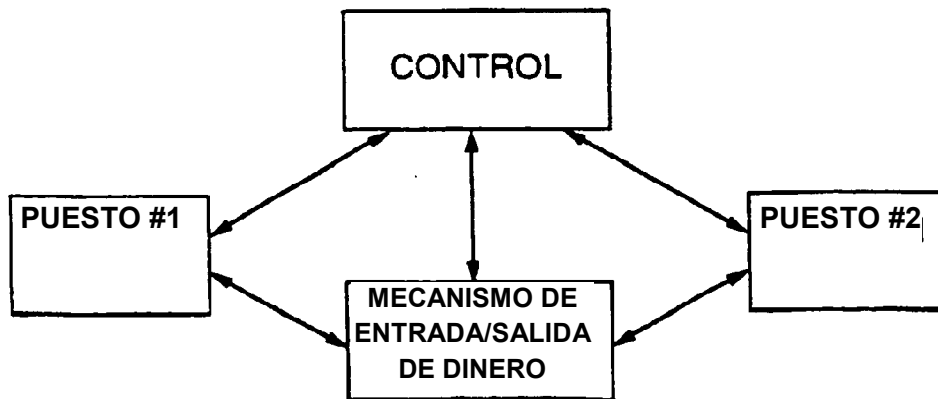 CONTROL
PUESTO #1
PUESTO #2
MECANISMO DE
ENTRADA/SALIDA
DE DINERO